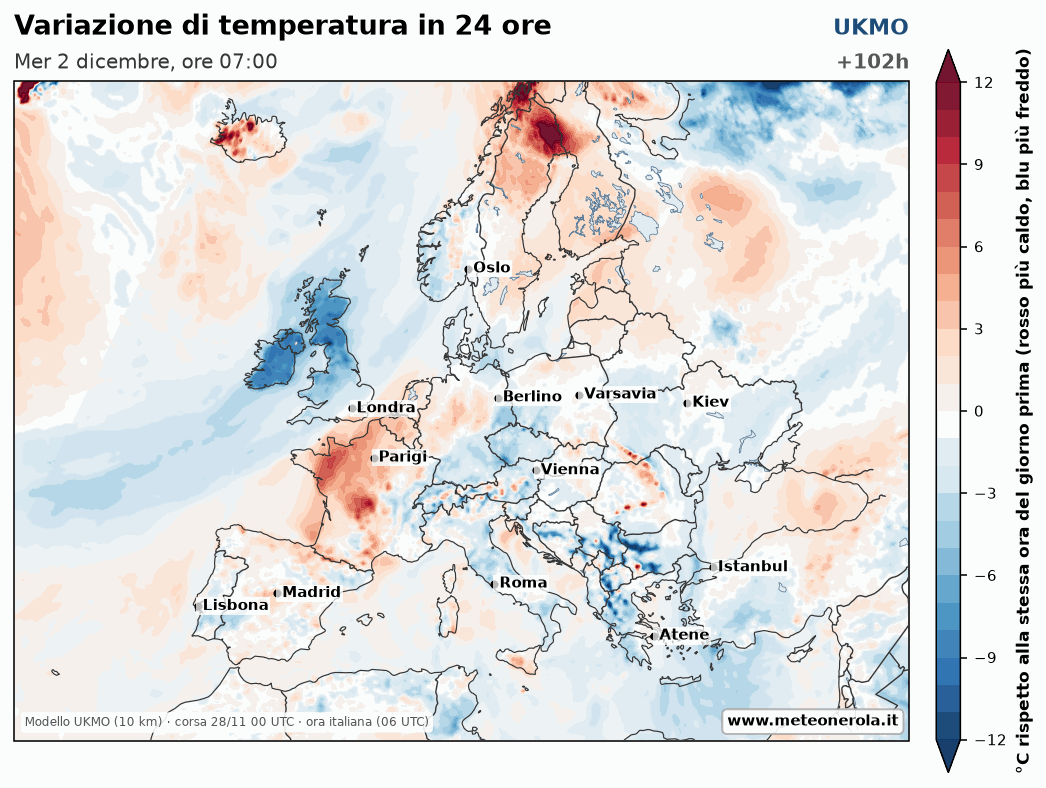 Variazione di temperatura in 24 ore
UKMO
Mer 2 dicembre, ore 07:00
+102h
Oslo
Londra
Berlino
Varsavia
Kiev
Parigi
Vienna
Istanbul
Roma
Madrid
Lisbona
Atene
Modello UKMO (10 km) · corsa 28/11 00 UTC · ora italiana (06 UTC)
www.meteonerola.it
12
9
6
3
0
−3
−6
−9
−12
°C rispetto alla stessa ora del giorno prima (rosso più caldo, blu più freddo)